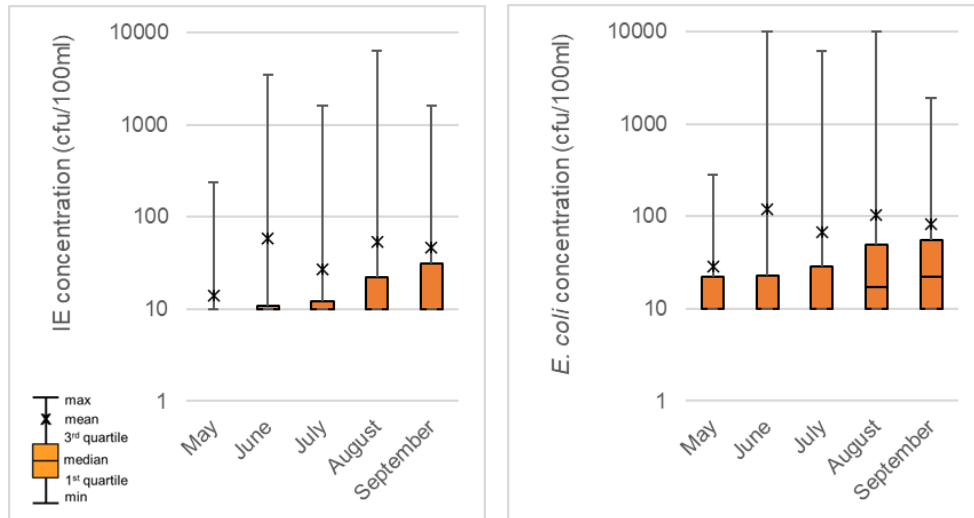 IE concentration (cfu/100ml)
10000
1000
100
10
1
May
June
July
August
September
max
mean
3rd quartile
median
1st quartile
min
E. coli concentration (cfu/100ml)
10000
1000
100
10
1
May
June
July
August
September